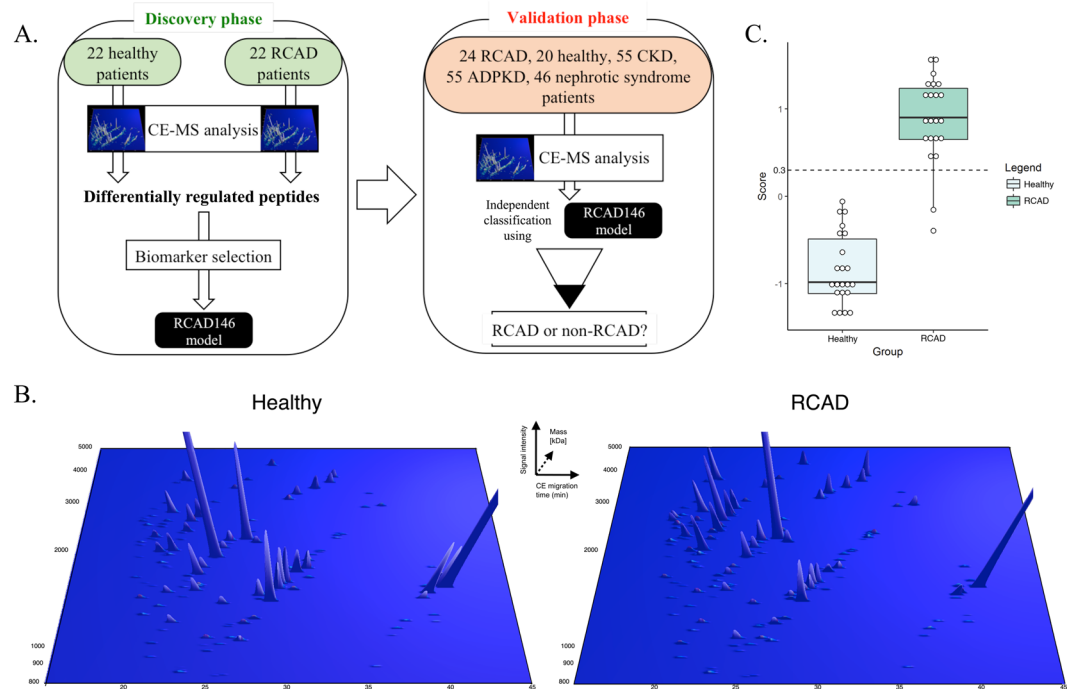 A.
Discovery phase
22 healthy
patients
22 RCAD
patients
CE-MS analysis
Differentially regulated peptides
Biomarker selection
RCAD146
model
Validation phase
24 RCAD, 20 healthy, 55 CKD,
55 ADPKD, 46 nephrotic syndrome
patients
CE-MS analysis
Independent
classification
using
RCAD146
model
RCAD or non-RCAD?
C.
Score
1
0.3
0
-1
Healthy
RCAD
Group
Legend
Healthy
RCAD
B.
Healthy
5000
4000
3000
2000
1000
900
800
20
25
30
35
40
45
Signal intensity
Mass
[kDa]
CE migration
time (min)
RCAD
5000
4000
3000
2000
1000
900
800
20
25
30
35
40
45